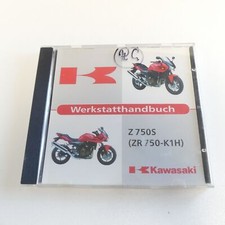 Werkstatthandbuch
Z 750S
(ZR 750-K1H)
Kawasaki